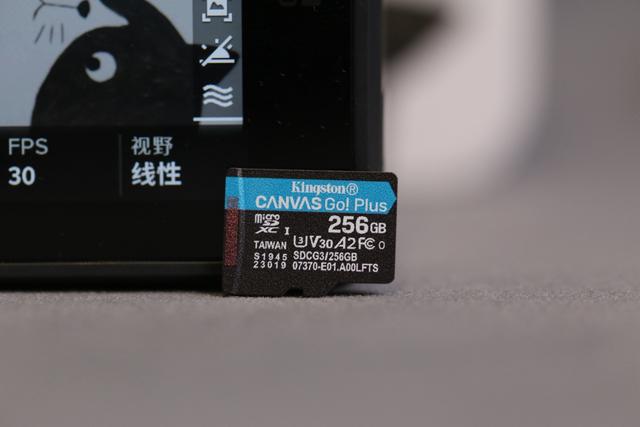 FPS
30
视野
线性
Kingston®
CANVAS Go! Plus
micro SD XC I
256GB
TAIWAN U3 V30 A2 FC
S1945 SDCG3/256GB
23019 07370-E01.A00LFTS